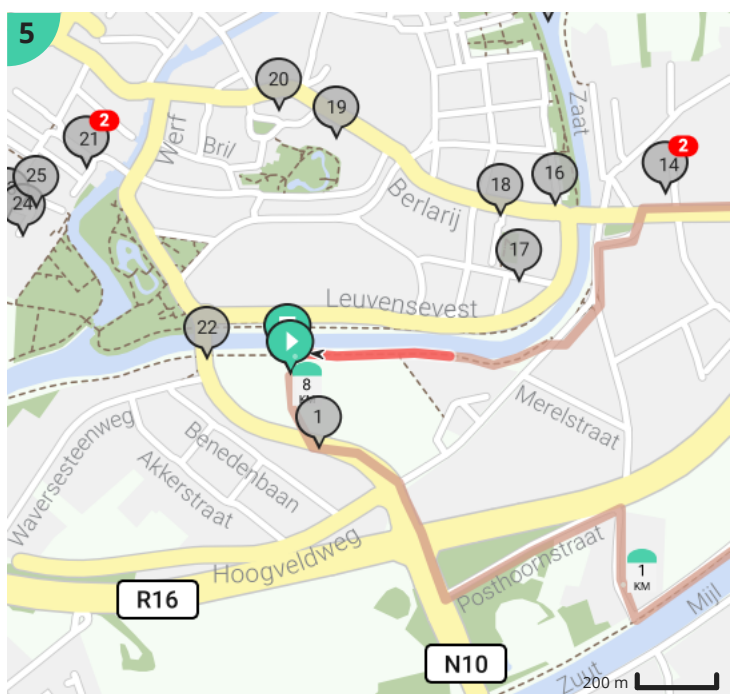 5
20
19
Zaat
Werf
21
2
Bril
14
2
25
24
18
16
Berlarij
17
Leuvensevest
22
8
KM
1
Merelstraat
Waversesteenweg
Benedenbaan
Akkerstraat
Hoogveldweg
Posthoornstraat
1
KM
R16
Mijl
N10
Zuut
200 m